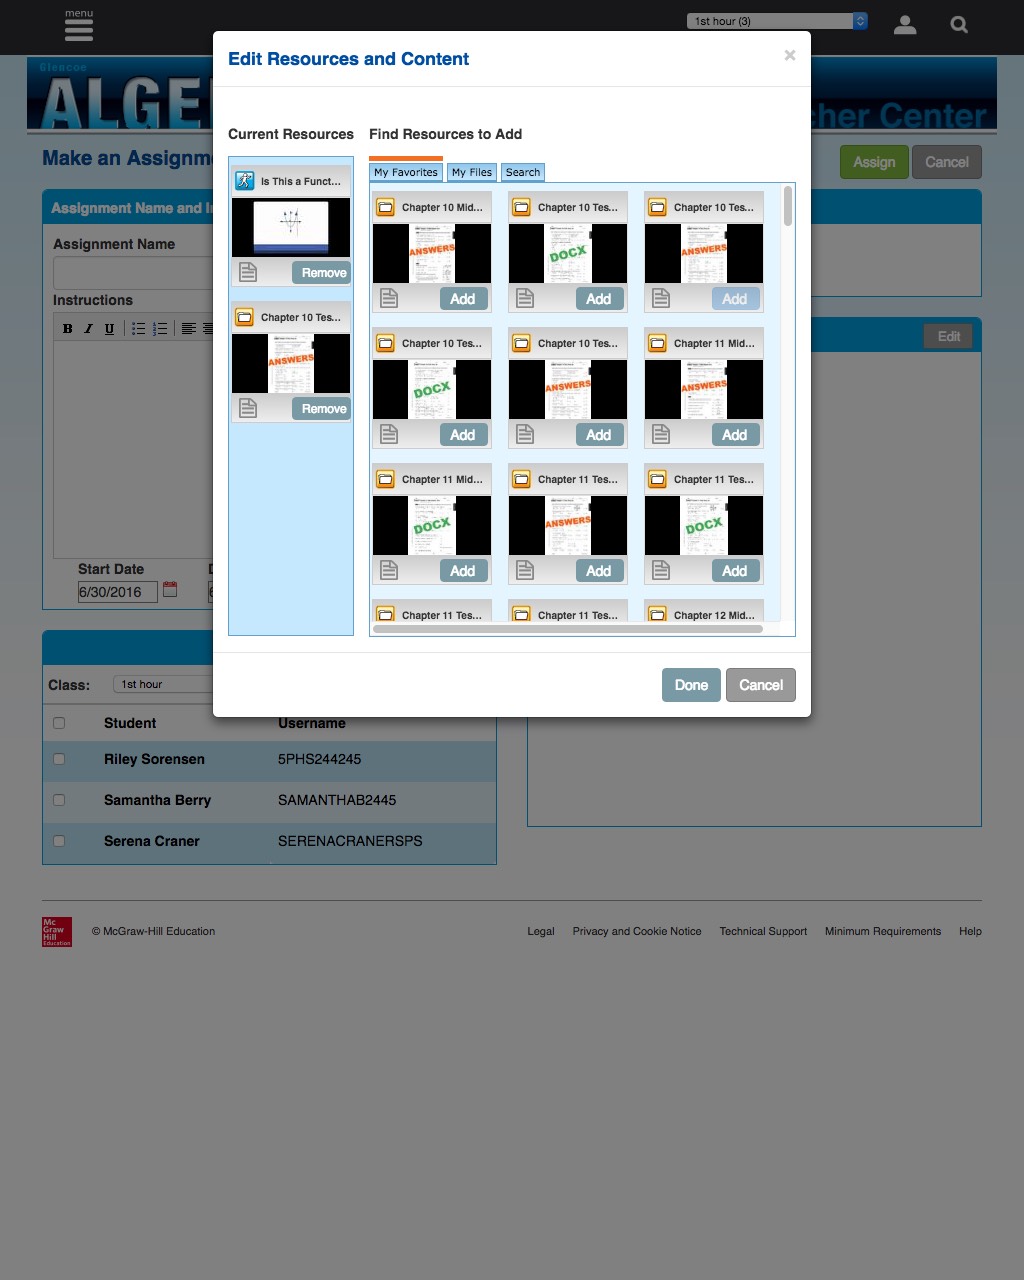 menu
1st hour (3)
Edit Resources and Content
×
Glencoe
ALGE
cher Center
Make an Assignme
Assign
Cancel
Current Resources
Find Resources to Add
My Favorites
My Files
Search
Assignment Name and I
Assignment Name
Instructions
B I U
Edit
Is This a Funct...
Remove
Chapter 10 Tes...
ANSWERS
Remove
Chapter 10 Mid...
Chapter 10 Tes...
Chapter 10 Tes...
ANSWERS
DOCX
ANSWERS
Add
Add
Add
Chapter 10 Tes...
Chapter 10 Tes...
Chapter 11 Mid...
DOCX
ANSWERS
ANSWERS
Add
Add
Add
Chapter 11 Mid...
Chapter 11 Tes...
Chapter 11 Tes...
DOCX
ANSWERS
DOCX
Add
Add
Add
Chapter 11 Tes...
Chapter 11 Tes...
Chapter 12 Mid...
Start Date
6/30/2016
Done
Cancel
Class:
1st hour
Student
Username
Riley Sorensen
5PHS244245
Samantha Berry
SAMANTHAB2445
Serena Craner
SERENACRANERSPS
Mc
Graw
Hill
Education
© McGraw-Hill Education
Legal
Privacy and Cookie Notice
Technical Support
Minimum Requirements
Help